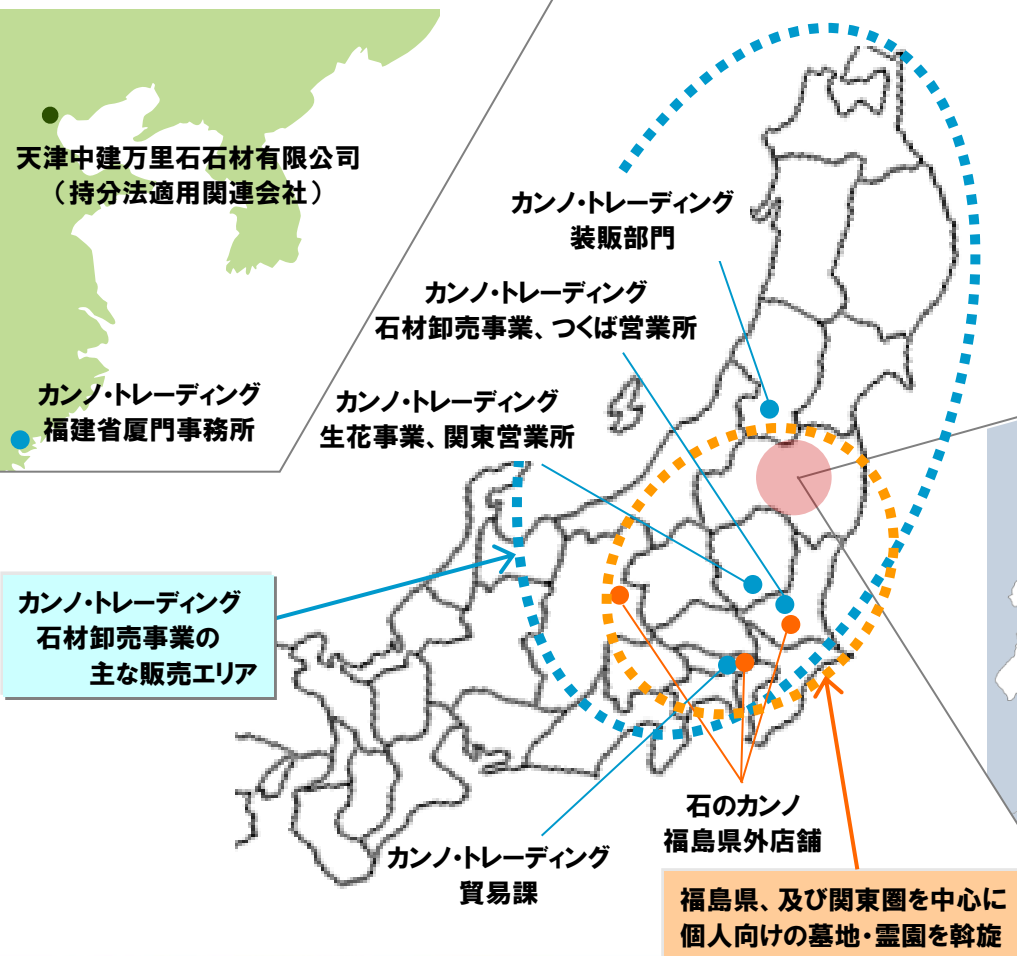 天津中建万里石石材有限公司
（持分法適用関連会社）
カンノ・トレーディング
福建省厦門事務所
カンノ・トレーディング
装販部門
カンノ・トレーディング
石材卸売事業、つくば営業所
カンノ・トレーディング
生花事業、関東営業所
カンノ・トレーディング
石材卸売事業の
主な販売エリア
石のカンノ
福島県外店舗
カンノ・トレーディング
貿易課
福島県、及び関東圏を中心に
個人向けの墓地・霊園を斡旋